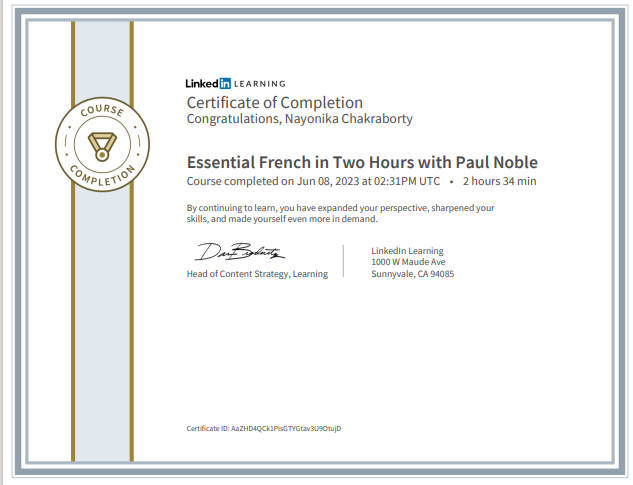 COURSE
COMPLETION
Linked in LEARNING
Certificate of Completion
Congratulations, Nayonika Chakraborty
Essential French in Two Hours with Paul Noble
Course completed on Jun 08, 2023 at 02:31PM UTC • 2 hours 34 min
By continuing to learn, you have expanded your perspective, sharpened your
skills, and made yourself even more in demand.
Head of Content Strategy, Learning
LinkedIn Learning
1000 W Maude Ave
Sunnyvale, CA 94085
Certificate ID: AaZHD4QCk1PisGTYGtav3U9OtujD